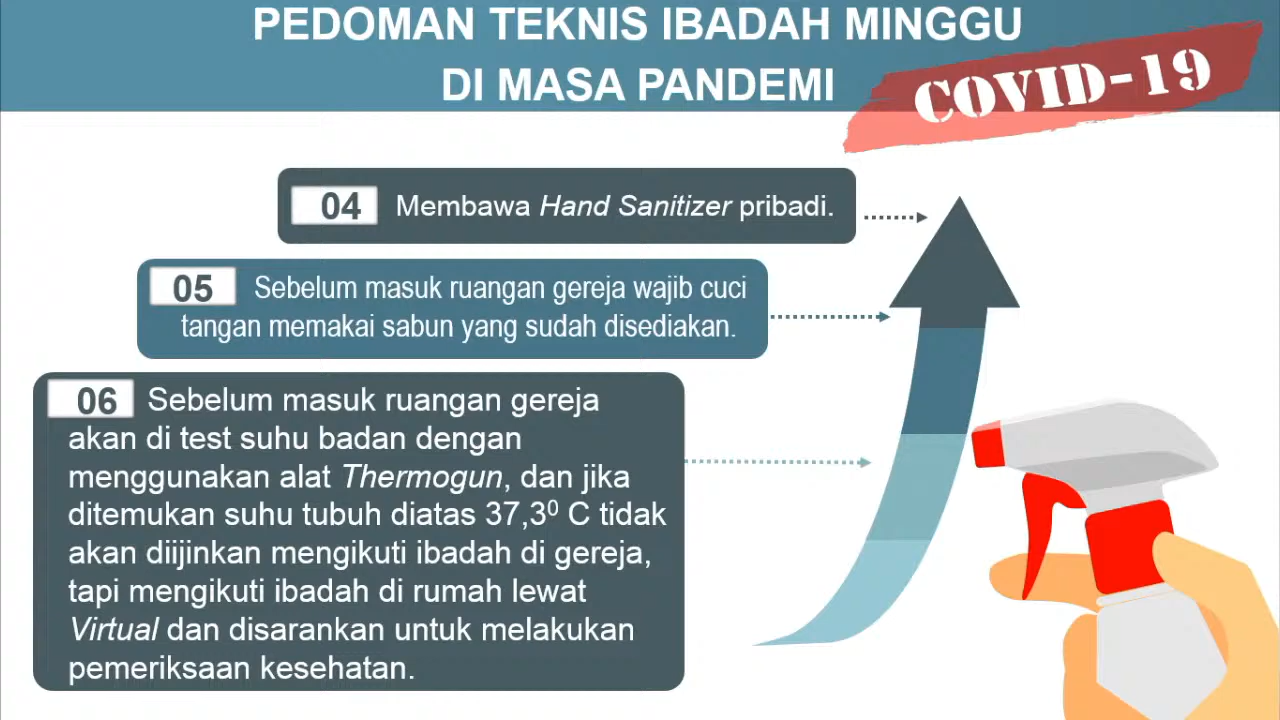 PEDOMAN TEKNIS IBADAH MINGGU
DI MASA PANDEMI
COVID-19
04 Membawa Hand Sanitizer pribadi.
05 Sebelum masuk ruangan gereja wajib cuci
tangan memakai sabun yang sudah disediakan.
06 Sebelum masuk ruangan gereja
akan di test suhu badan dengan
menggunakan alat Thermogun, dan jika
ditemukan suhu tubuh diatas 37,3⁰ C tidak
akan diijinkan mengikuti ibadah di gereja,
tapi mengikuti ibadah di rumah lewat
Virtual dan disarankan untuk melakukan
pemeriksaan kesehatan.